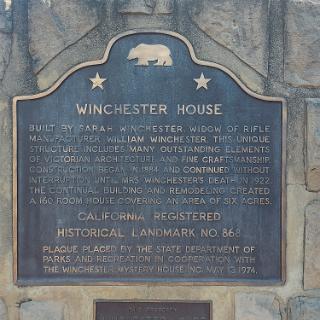 WINCHESTER HOUSE
BUILT BY SARAH WINCHESTER, WIDOW OF RIFLE
MANUFACTURER WILLIAM WINCHESTER, THIS UNIQUE
STRUCTURE INCLUDES MANY OUTSTANDING ELEMENTS
OF VICTORIAN ARCHITECTURE AND FINE CRAFTSMANSHIP.
CONSTRUCTION BEGAN IN 1884 AND CONTINUED WITHOUT
INTERRUPTION UNTIL MRS. WINCHESTER'S DEATH IN 1922.
THE CONTINUAL BUILDING AND REMODELING CREATED
A 160 ROOM HOUSE COVERING AN AREA OF SIX ACRES.
CALIFORNIA REGISTERED
HISTORICAL LANDMARK NO. 868
PLAQUE PLACED BY THE STATE DEPARTMENT OF
PARKS AND RECREATION IN COOPERATION WITH
THE WINCHESTER MYSTERY HOUSE INC. MAY 13, 1974.